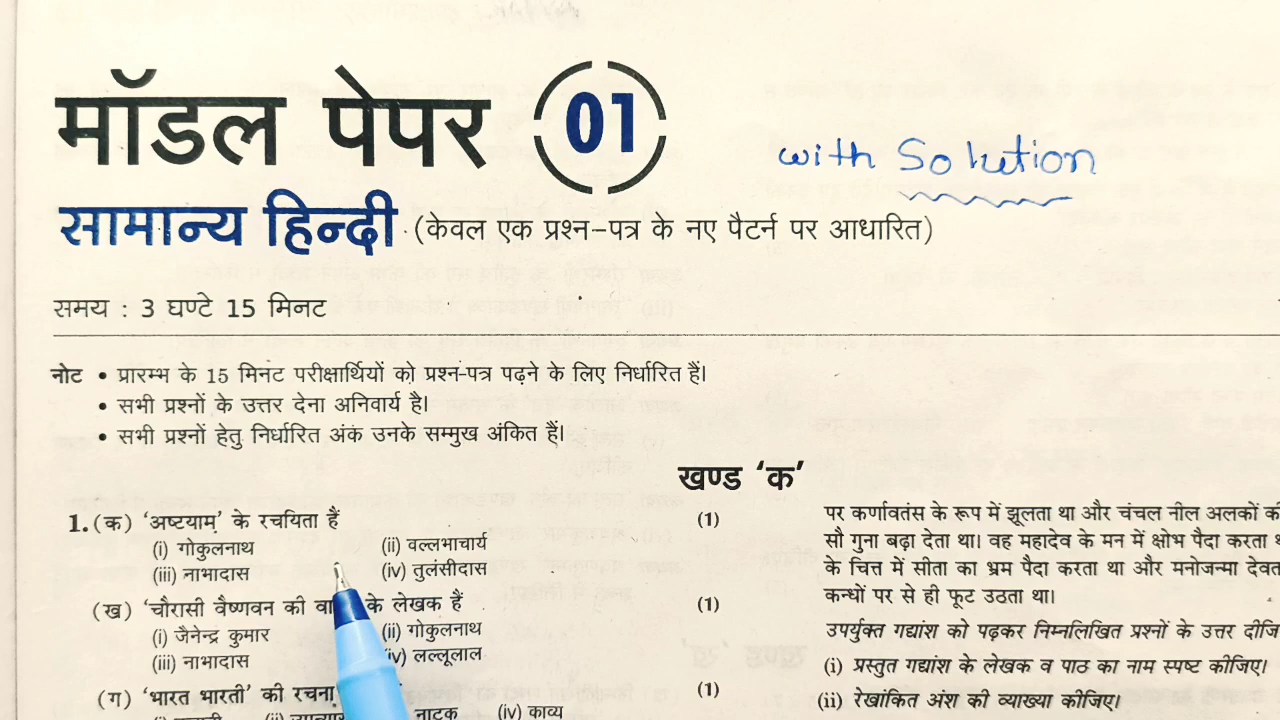 मॉडल पेपर 01
with Solution
सामान्य हिन्दी (केवल एक प्रश्न-पत्र के नए पैटर्न पर आधारित)
समय : 3 घण्टे 15 मिनट
नोट • प्रारम्भ के 15 मिनट परीक्षार्थियों को प्रश्न-पत्र पढ़ने के लिए निर्धारित हैं।
• सभी प्रश्नों के उत्तर देना अनिवार्य है।
• सभी प्रश्नों हेतु निर्धारित अंक उनके सम्मुख अंकित हैं।
खण्ड ‘क’
1. (क) ‘अष्टयाम’ के रचयिता हैं (1)
(i) गोकुलनाथ (ii) वल्लभाचार्य
(iii) नाभादास (iv) तुलसीदास
(ख) ‘चौरासी वैष्णवन की के लेखक हैं (1)
(i) जैनेन्द्र कुमार (ii) गोकुलनाथ
(iii) नाभादास (iv) लल्लूलाल
(ग) ‘भारत भारती’ की रचना (1)
नाटक (iv) काव्य
पर कर्णावतंस के रूप में झूलता था और चंचल नील अलकों की
सौ गुना बढ़ा देता था। वह महादेव के मन में क्षोभ पैदा करता
के चित्त में सीता का भ्रम पैदा करता था और मनोजन्मा
कन्धों पर से ही फूट उठता था।
उपर्युक्त गद्यांश को पढ़कर निम्नलिखित प्रश्नों के उत्तर
(i) प्रस्तुत गद्यांश के लेखक व पाठ का नाम स्पष्ट कीजिए।
(ii) रेखांकित अंश की व्याख्या कीजिए।